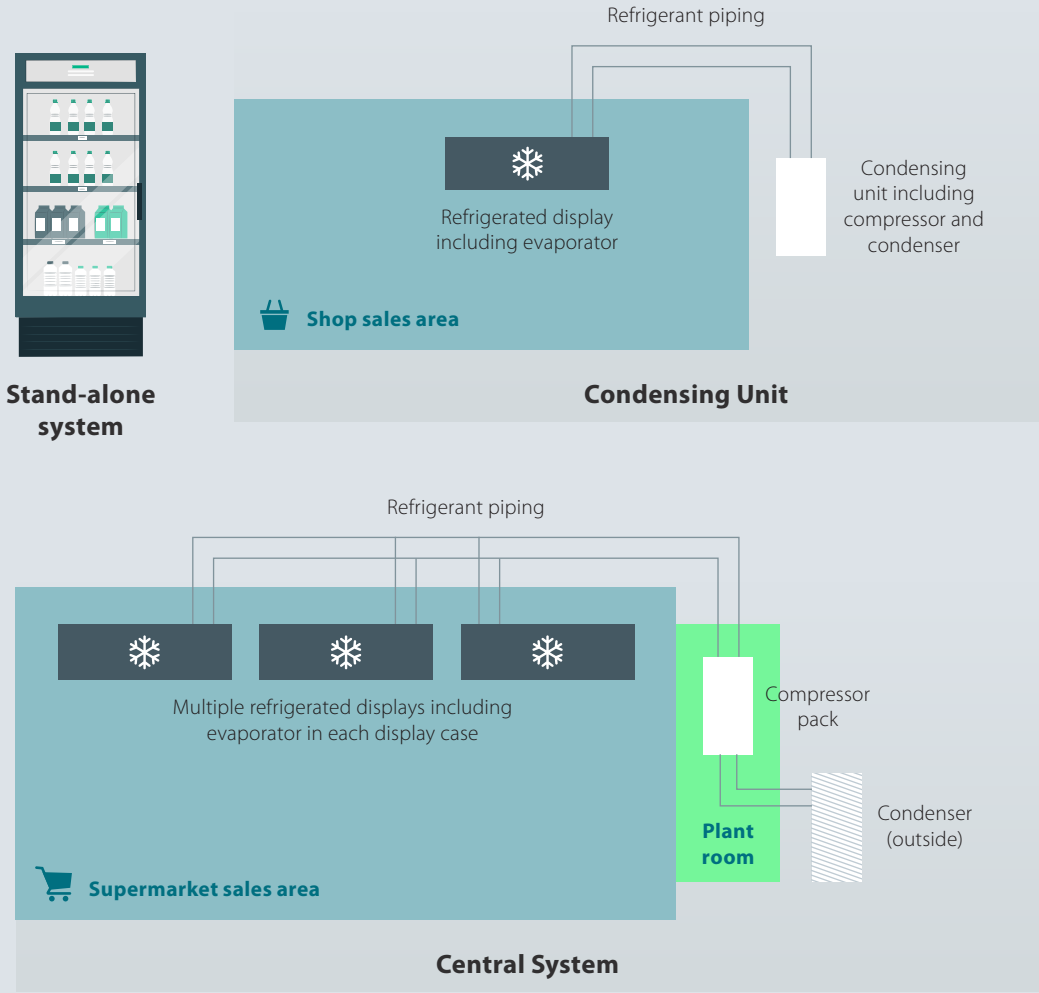 Refrigerant piping
Refrigerated display
including evaporator
Condensing
unit including
compressor and
condenser
Shop sales area
Stand-alone
system
Condensing Unit
Refrigerant piping
Multiple refrigerated displays including
evaporator in each display case
Compressor
pack
Condenser
(outside)
Plant
room
Supermarket sales area
Central System